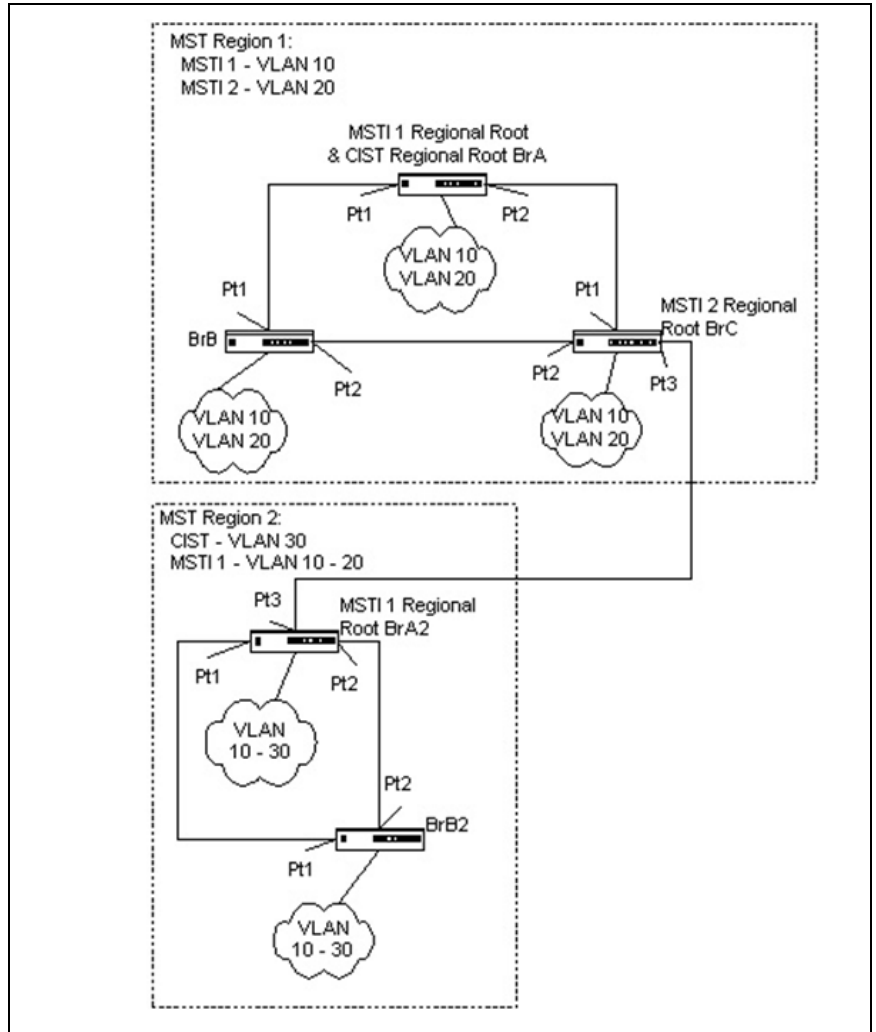 MST Region 1:
MSTI 1 - VLAN 10
MSTI 2 - VLAN 20
MSTI 1 Regional Root
& CIST Regional Root BrA
Pt1
Pt2
VLAN 10
VLAN 20
Pt1
BrB
Pt2
VLAN 10
VLAN 20
Pt1
MSTI 2 Regional
Root BrC
Pt2
Pt3
VLAN 10
VLAN 20
MST Region 2:
CIST - VLAN 30
MSTI 1 - VLAN 10 - 20
Pt3
MSTI 1 Regional
Root BrA2
Pt1
Pt2
VLAN
10 - 30
Pt2
BrB2
Pt1
VLAN
10 - 30